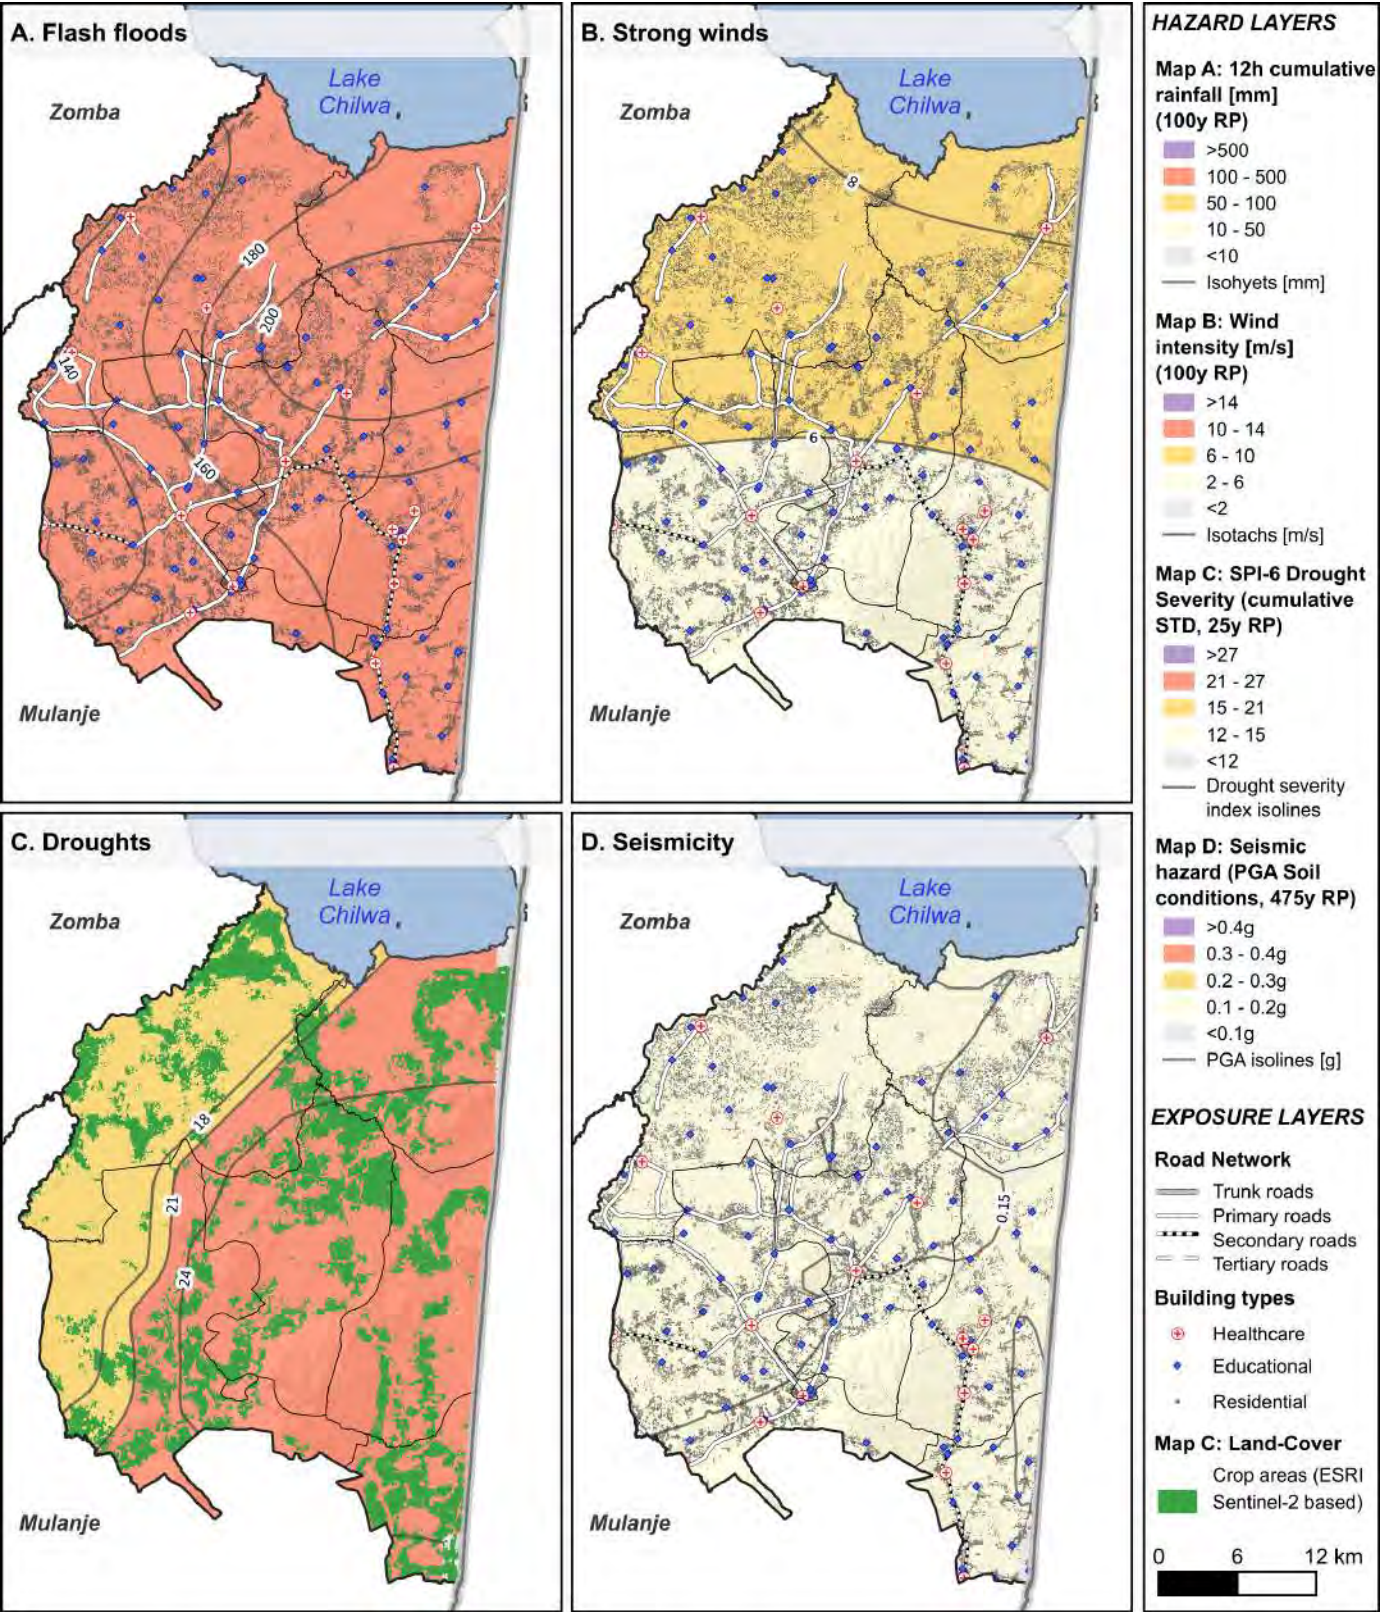 A. Flash floods
Lake
Chilwa
Zomba
180
200
140
160
Mulanje
B. Strong winds
Lake
Chilwa
Zomba
8
6
Mulanje
C. Droughts
Lake
Chilwa
Zomba
18
21
24
Mulanje
D. Seismicity
Lake
Chilwa
Zomba
0.15
Mulanje
HAZARD LAYERS
Map A: 12h cumulative
rainfall [mm]
(100y RP)
>500
100 - 500
50 - 100
10 - 50
<10
Isohyets [mm]
Map B: Wind
intensity [m/s]
(100y RP)
>14
10 - 14
6 - 10
2 - 6
<2
Isotachs [m/s]
Map C: SPI-6 Drought
Severity (cumulative
STD, 25y RP)
>27
21 - 27
15 - 21
12 - 15
<12
Drought severity
index isolines
Map D: Seismic
hazard (PGA Soil
conditions, 475y RP)
>0.4g
0.3 - 0.4g
0.2 - 0.3g
0.1 - 0.2g
<0.1g
PGA isolines [g]
EXPOSURE LAYERS
Road Network
Trunk roads
Primary roads
Secondary roads
Tertiary roads
Building types
Healthcare
Educational
Residential
Map C: Land-Cover
Crop areas (ESRI
Sentinel-2 based)
0 6 12 km